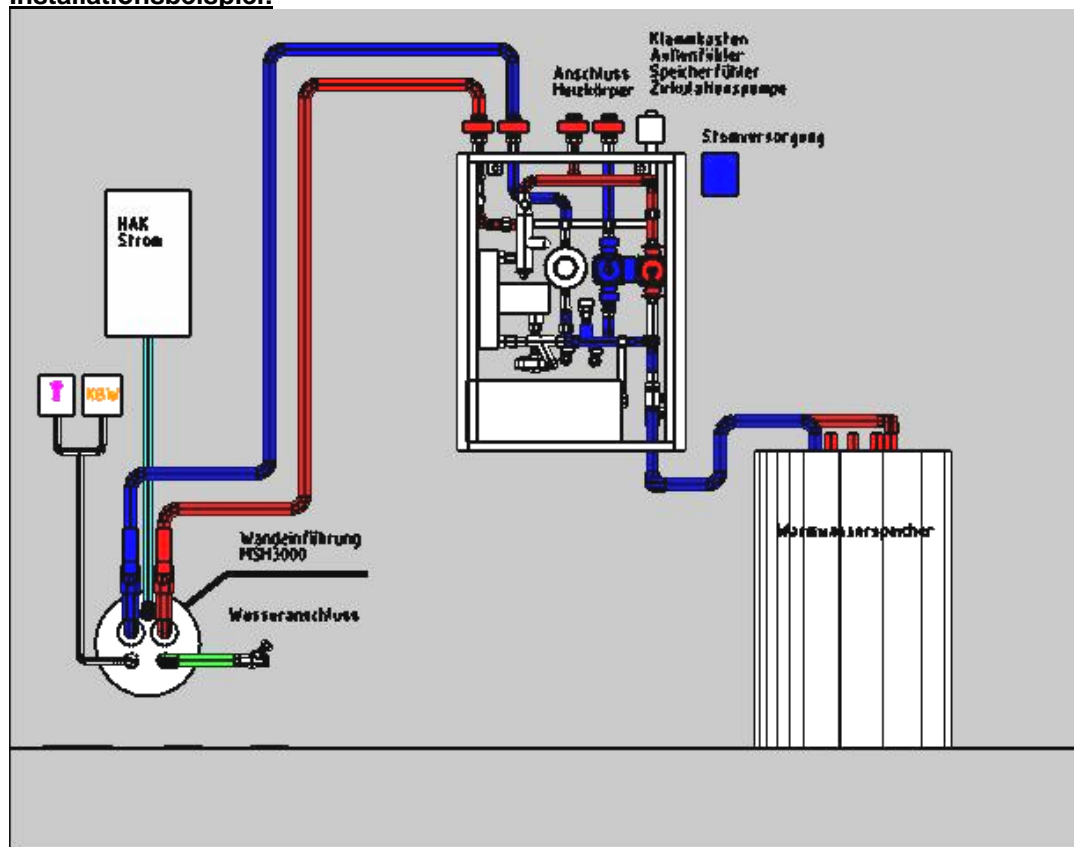 Installationsbeispiel:
Klemmkasten
Außenfühler
Speicherfühler
Zirkulationspumpe
Anschluss
Heizkörper
Stromversorgung
HAK
Strom
T
KBW
Wandeinführung
MSH3000
Wasseranschluss
Warmwasserspeicher